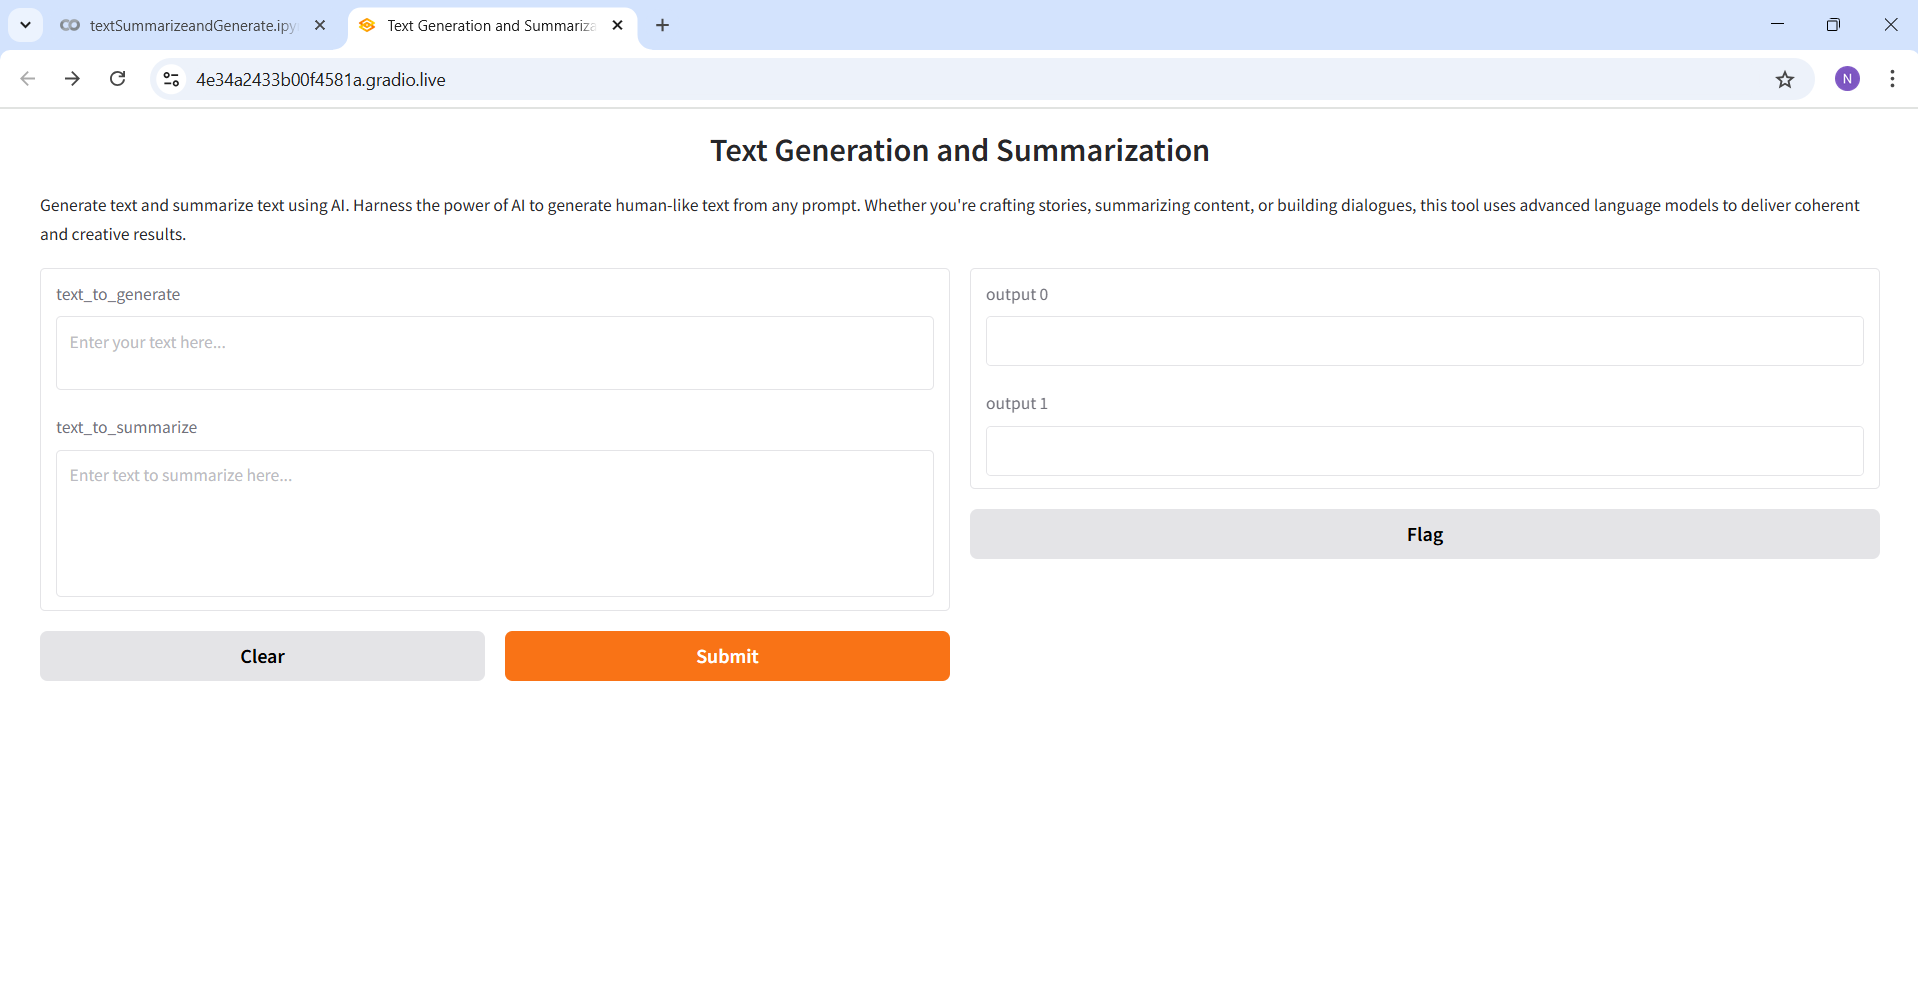 textSummarizeandGenerate.ipy
Text Generation and Summariza
4e34a2433b00f4581a.gradio.live
N
Text Generation and Summarization
Generate text and summarize text using AI. Harness the power of AI to generate human-like text from any prompt. Whether you're crafting stories, summarizing content, or building dialogues, this tool uses advanced language models to deliver coherent
and creative results.
text_to_generate
Enter your text here...
text_to_summarize
Enter text to summarize here...
Clear
Submit
output 0
output 1
Flag